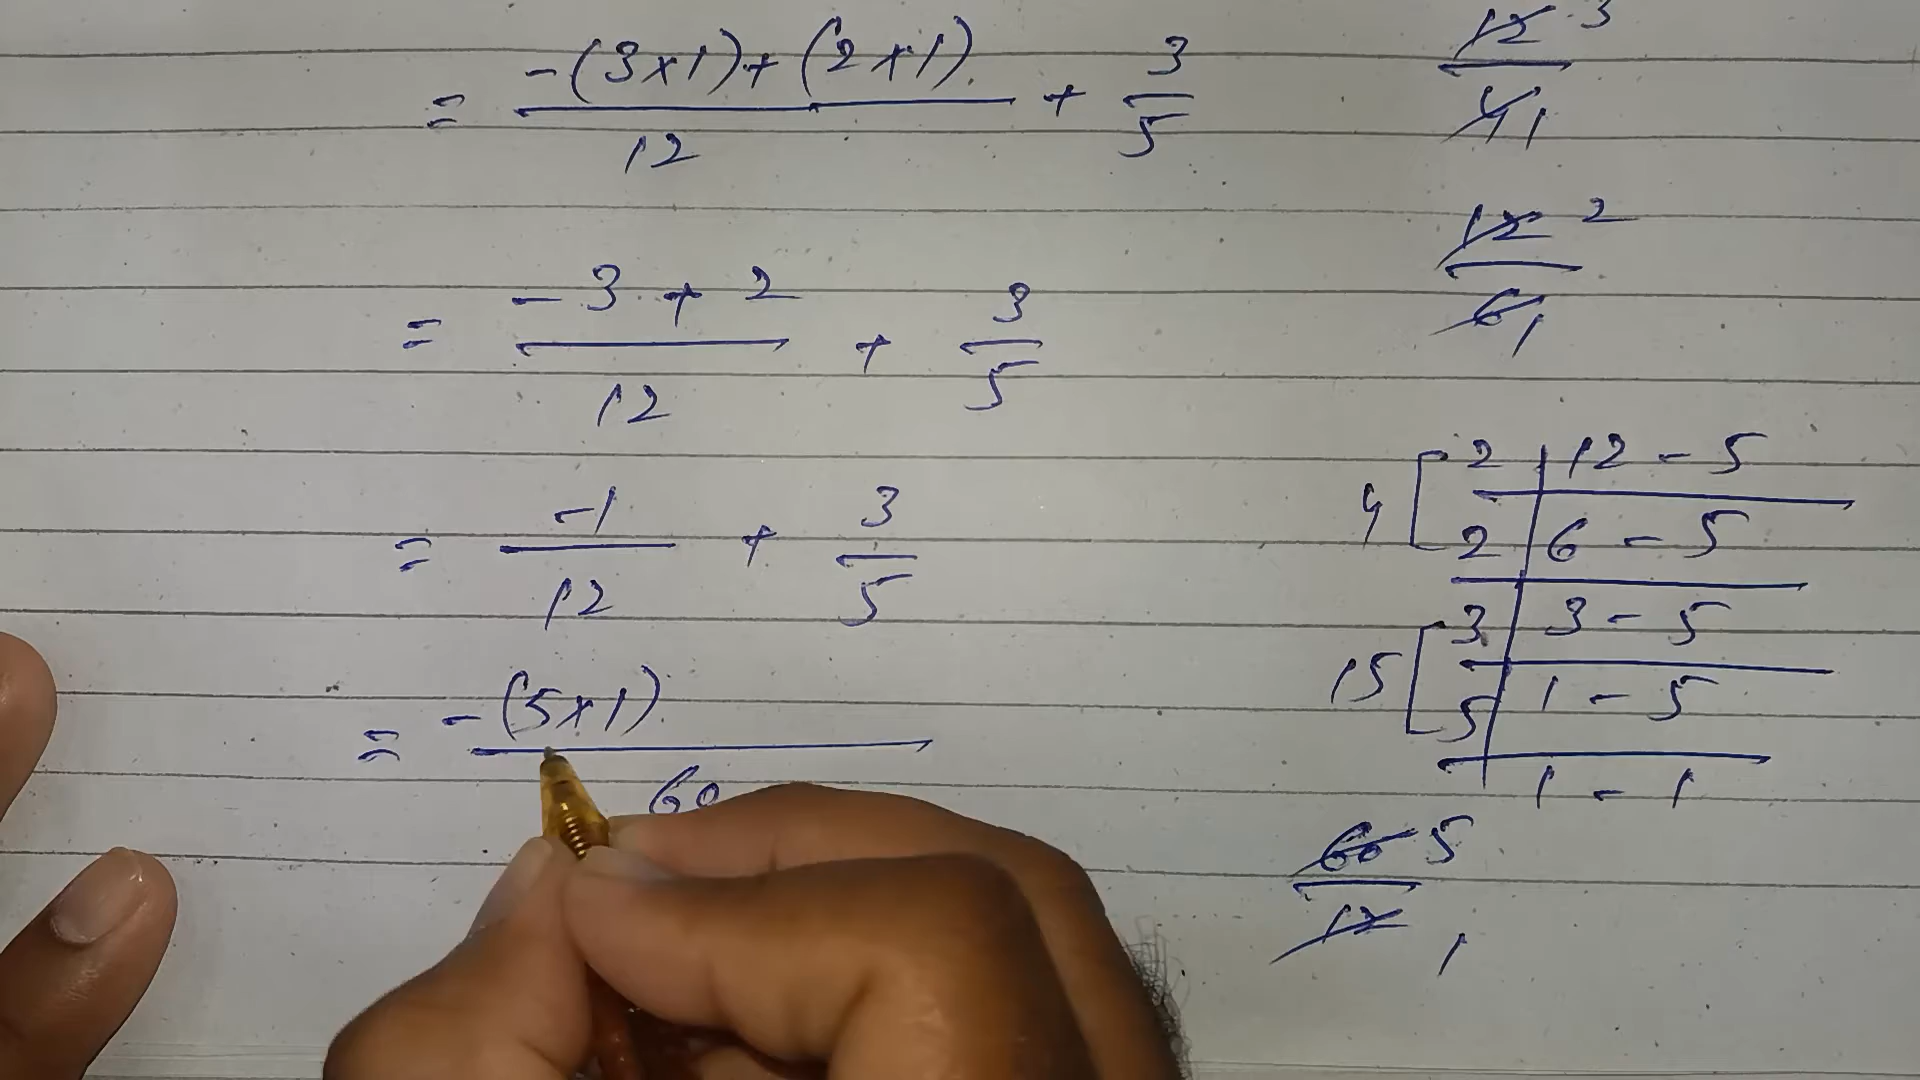 = -(3×1)+(2×1)/12 + 3/5
= -3+2/12 + 3/5
= -1/12 + 3/5
= -(5×1)/60
12 3/4 1
12 2/6 1
4 [ 2 | 12 - 5
2 | 6 - 5
15 [ 3 | 3 - 5
5 | 1 - 5
1 - 1
60 5/12 1